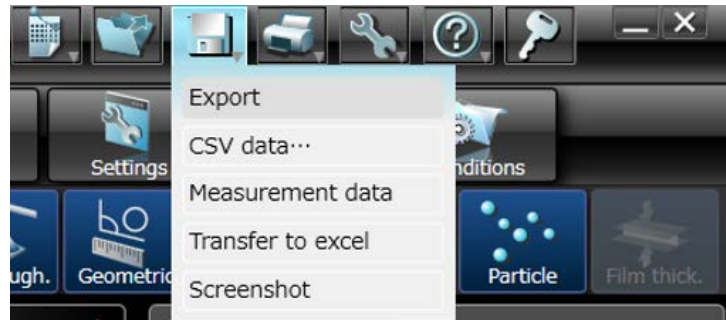 Export
CSV data…
Measurement data
Transfer to excel
Screenshot
Settings
nditions
ugh.
Geometric
Particle
Film thick.